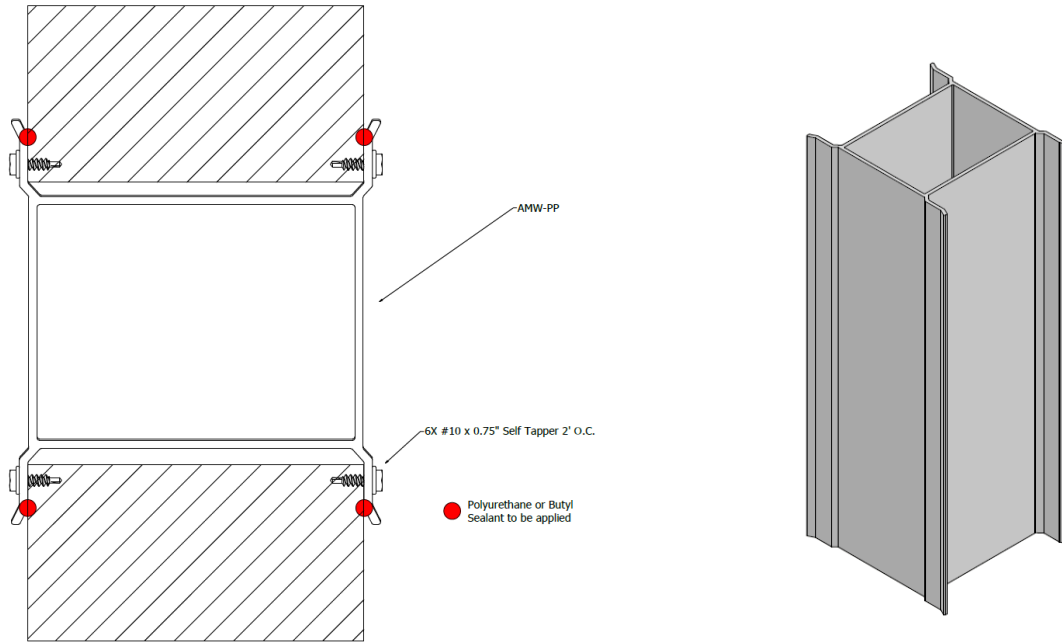 AMW-PP
6X #10 x 0.75" Self Tapper 2' O.C.
Polyurethane or Butyl
Sealant to be applied